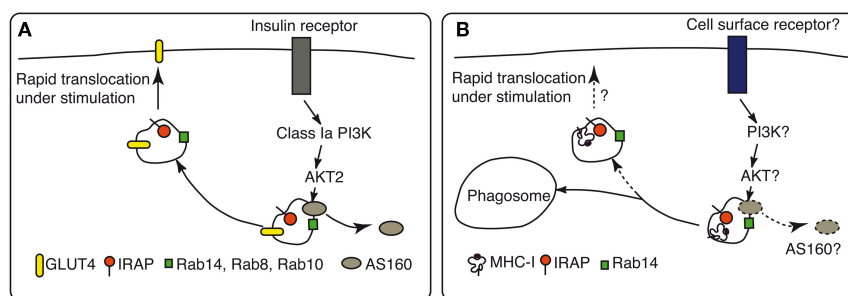 A
Insulin receptor
Rapid translocation
under stimulation
Class Ia PI3K
AKT2
GLUT4 IRAP Rab14, Rab8, Rab10 AS160
B
Cell surface receptor?
Rapid translocation
under stimulation
?
PI3K?
AKT?
Phagosome
AS160?
MHC-I IRAP Rab14